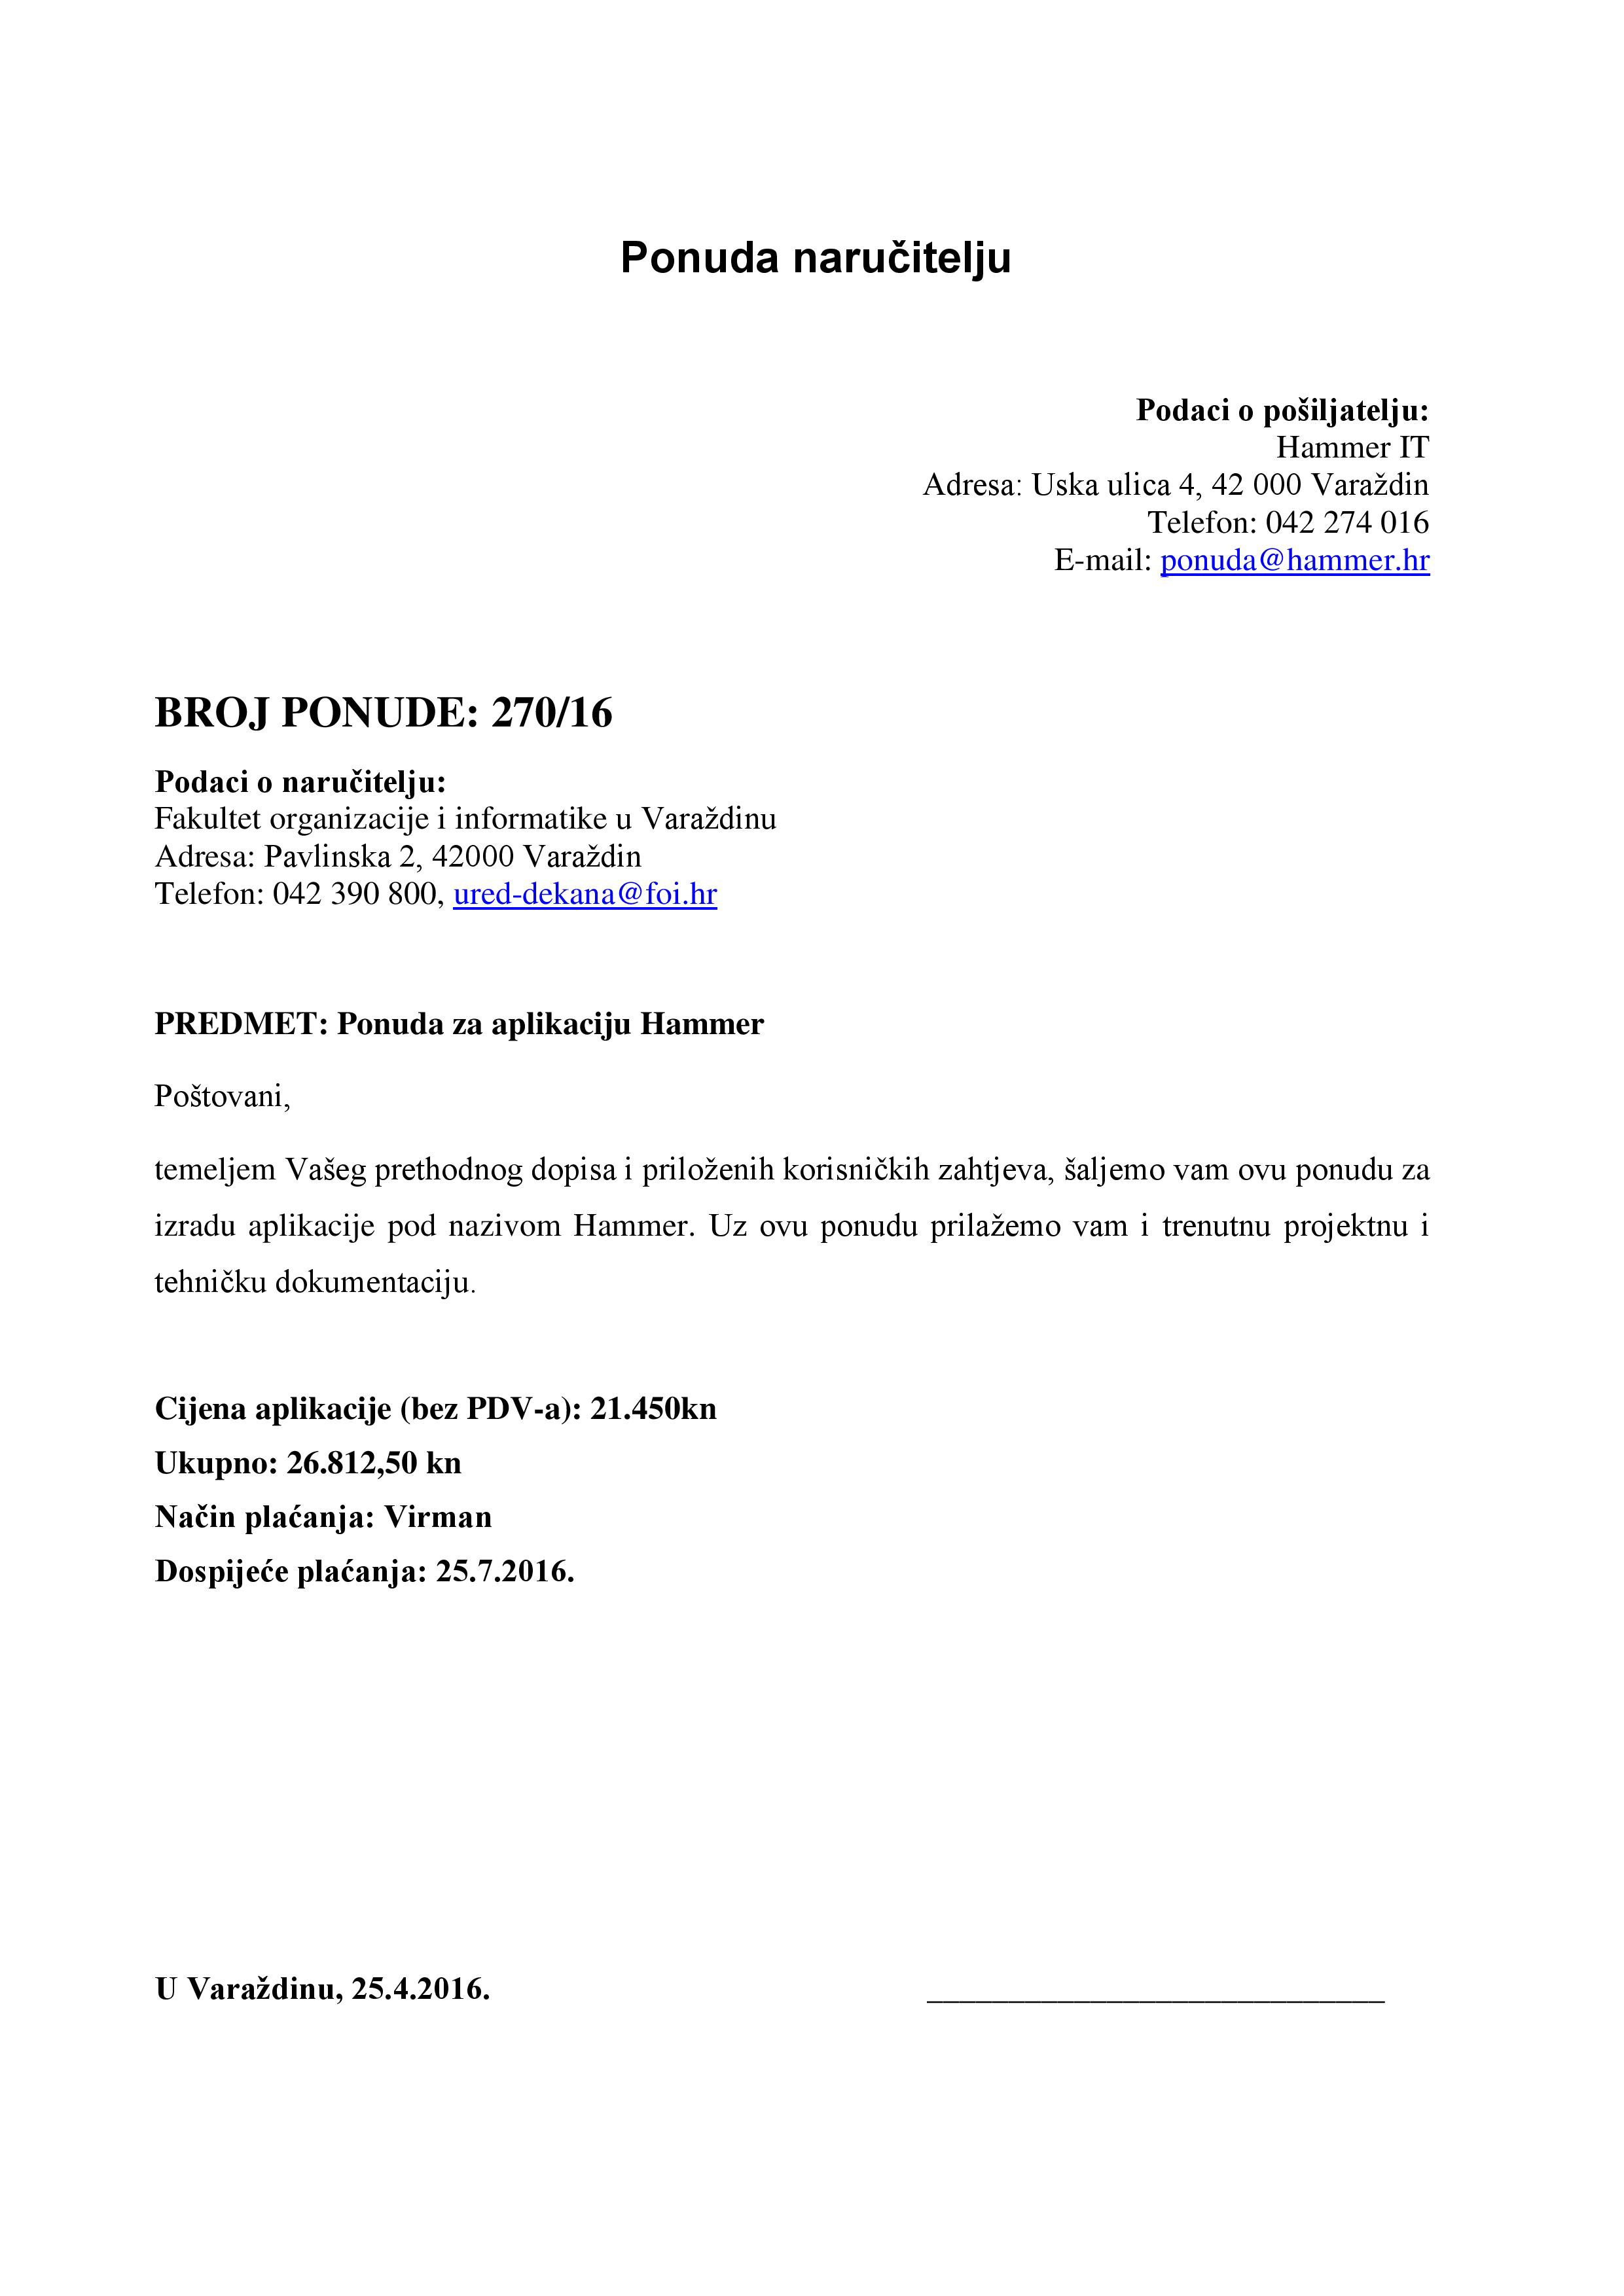 Ponuda naručitelju
Podaci o pošiljatelju:
Hammer IT
Adresa: Uska ulica 4, 42 000 Varaždin
Telefon: 042 274 016
E-mail: ponuda@hammer.hr
BROJ PONUDE: 270/16
Podaci o naručitelju:
Fakultet organizacije i informatike u Varaždinu
Adresa: Pavlinska 2, 42000 Varaždin
Telefon: 042 390 800, ured-dekana@foi.hr
PREDMET: Ponuda za aplikaciju Hammer
Poštovani,
temeljem Vašeg prethodnog dopisa i priloženih korisničkih zahtjeva, šaljemo vam ovu ponudu za
izradu aplikacije pod nazivom Hammer. Uz ovu ponudu prilažemo vam i trenutnu projektnu i
tehničku dokumentaciju.
Cijena aplikacije (bez PDV-a): 21.450kn
Ukupno: 26.812,50 kn
Način plaćanja: Virman
Dospijeće plaćanja: 25.7.2016.
U Varaždinu, 25.4.2016. ____________________________